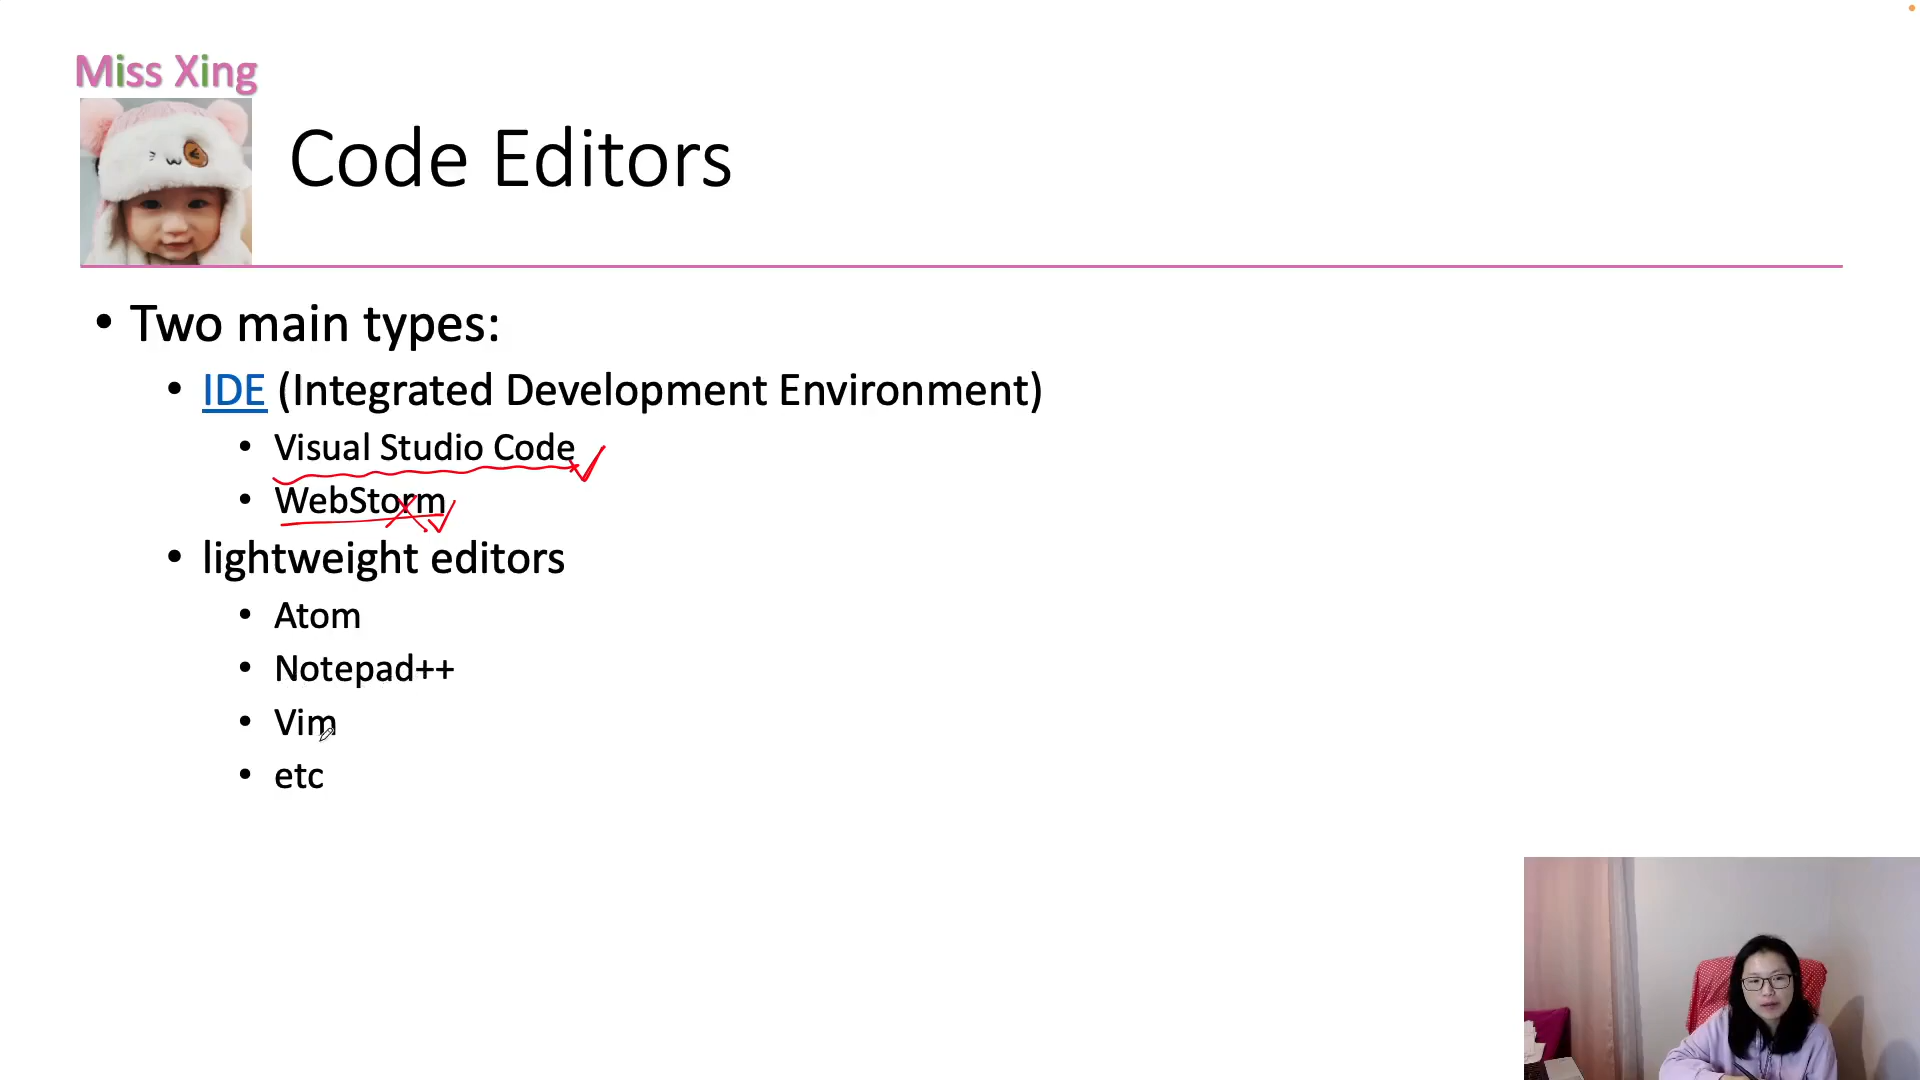 Miss Xing
Code Editors
• Two main types:
• IDE (Integrated Development Environment)
• Visual Studio Code
• WebStorm
• lightweight editors
• Atom
• Notepad++
• Vim
• etc